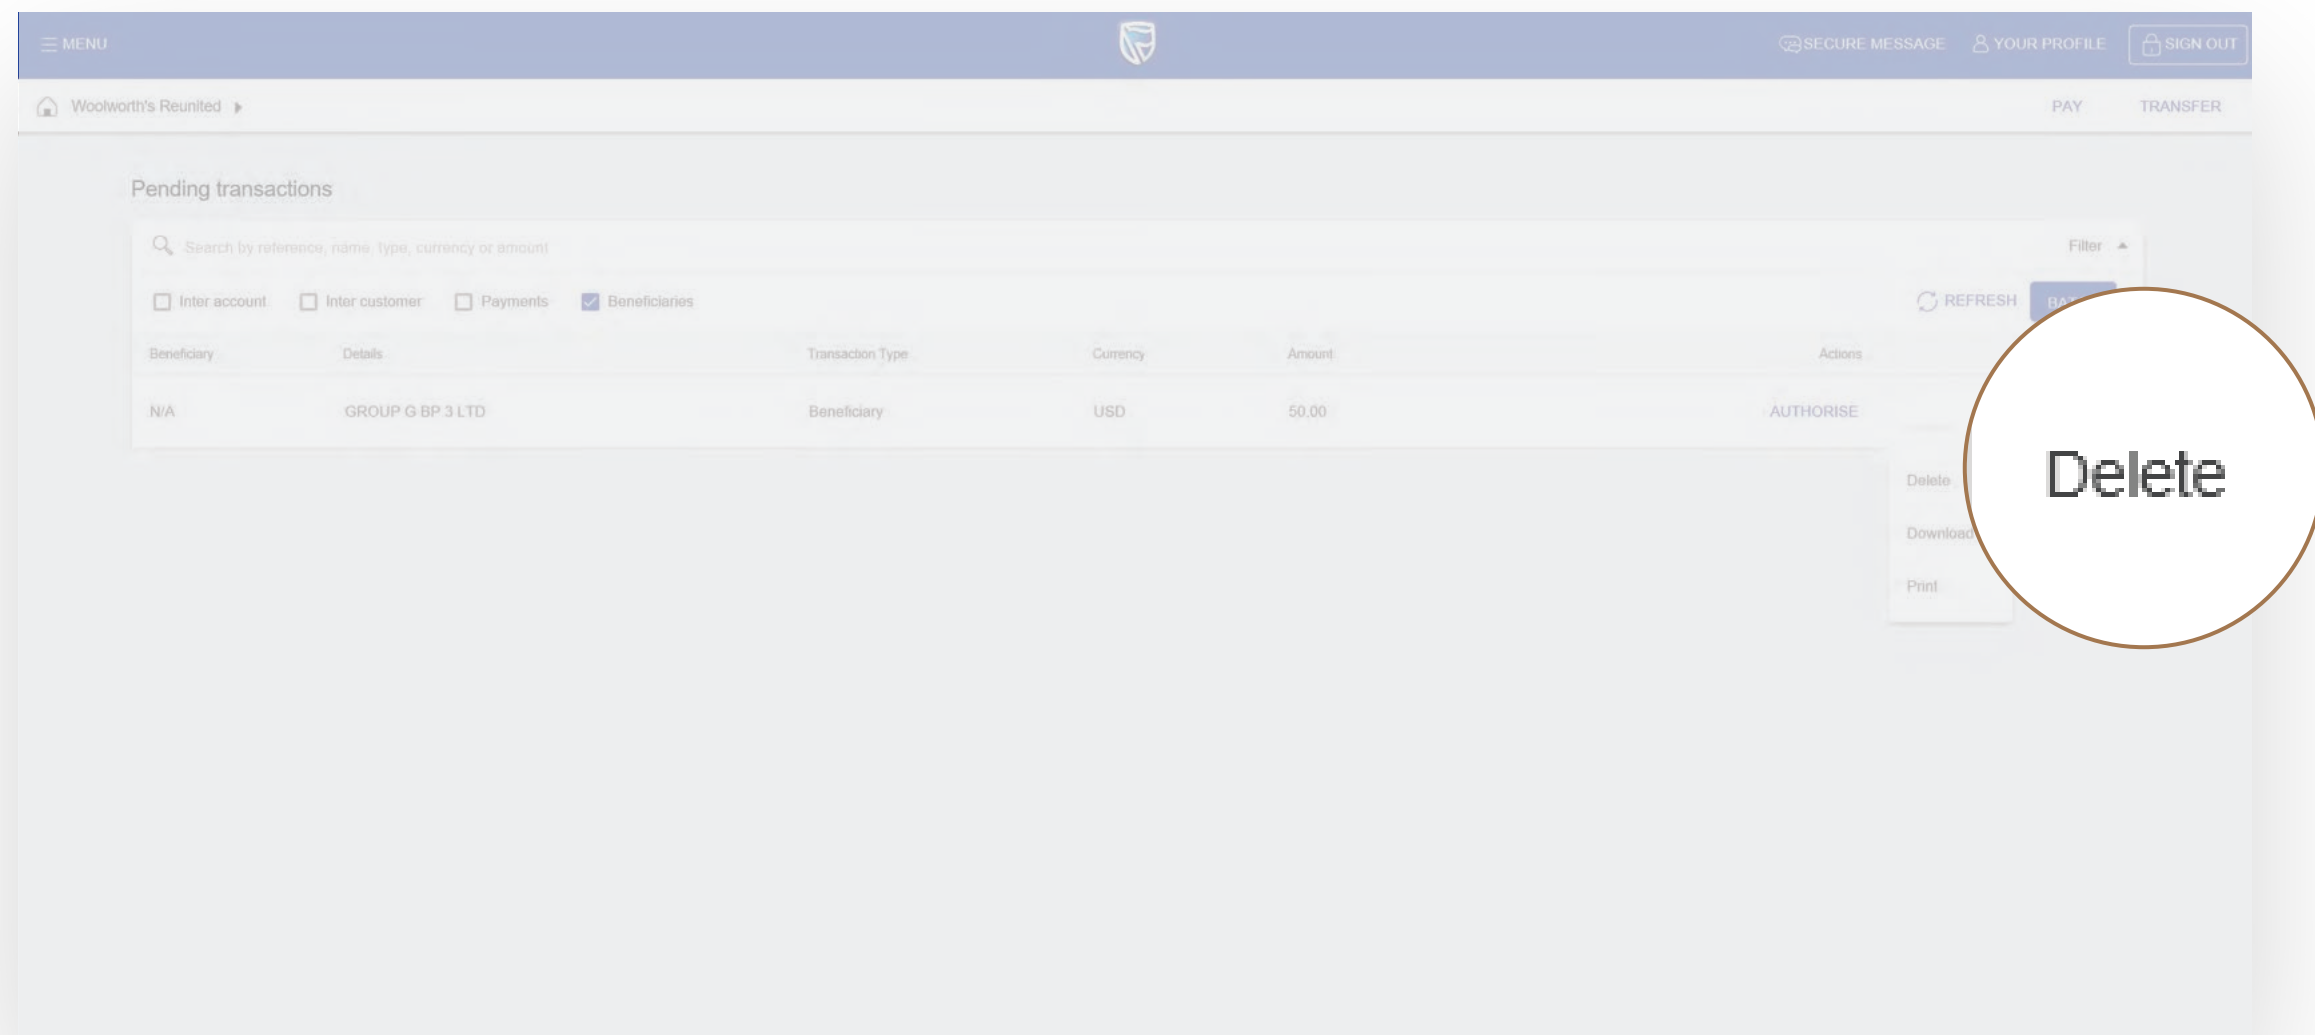 MENU SECURE MESSAGE YOUR PROFILE SIGN OUT
Woolworth's Reunited PAY TRANSFER
Pending transactions
Search by reference, name, type, currency or amount Filter
Inter account Inter customer Payments Beneficiaries REFRESH
Beneficiary Details Transaction Type Currency Amount Actions
N/A GROUP G BP 3 LTD Beneficiary USD 50,00 AUTHORISE
Delete Delete
Download
Print